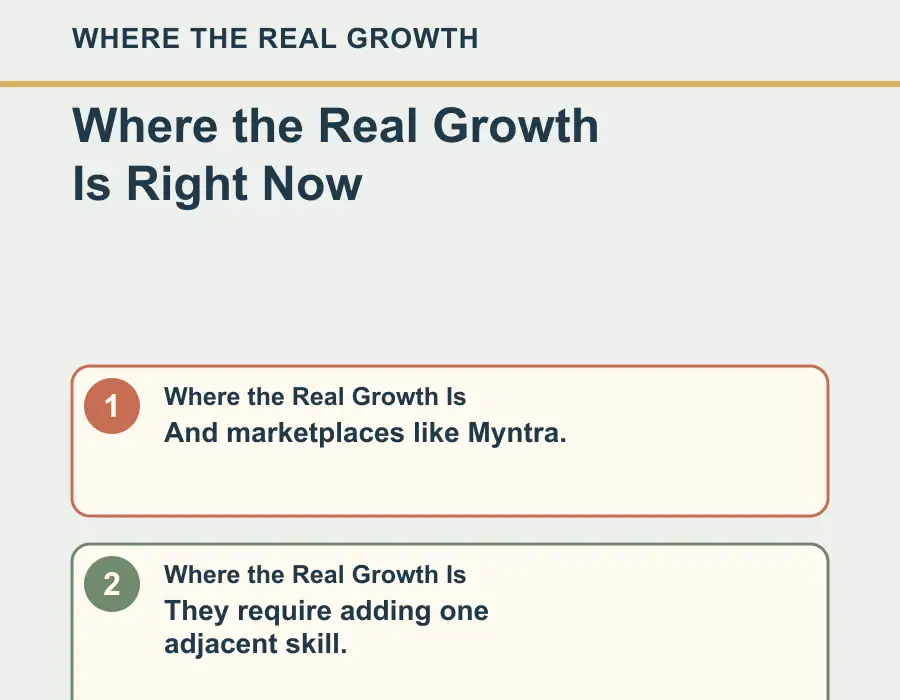 WHERE THE REAL GROWTH
Where the Real Growth
Is Right Now
1
Where the Real Growth Is
And marketplaces like Myntra.
2
Where the Real Growth Is
They require adding one
adjacent skill.